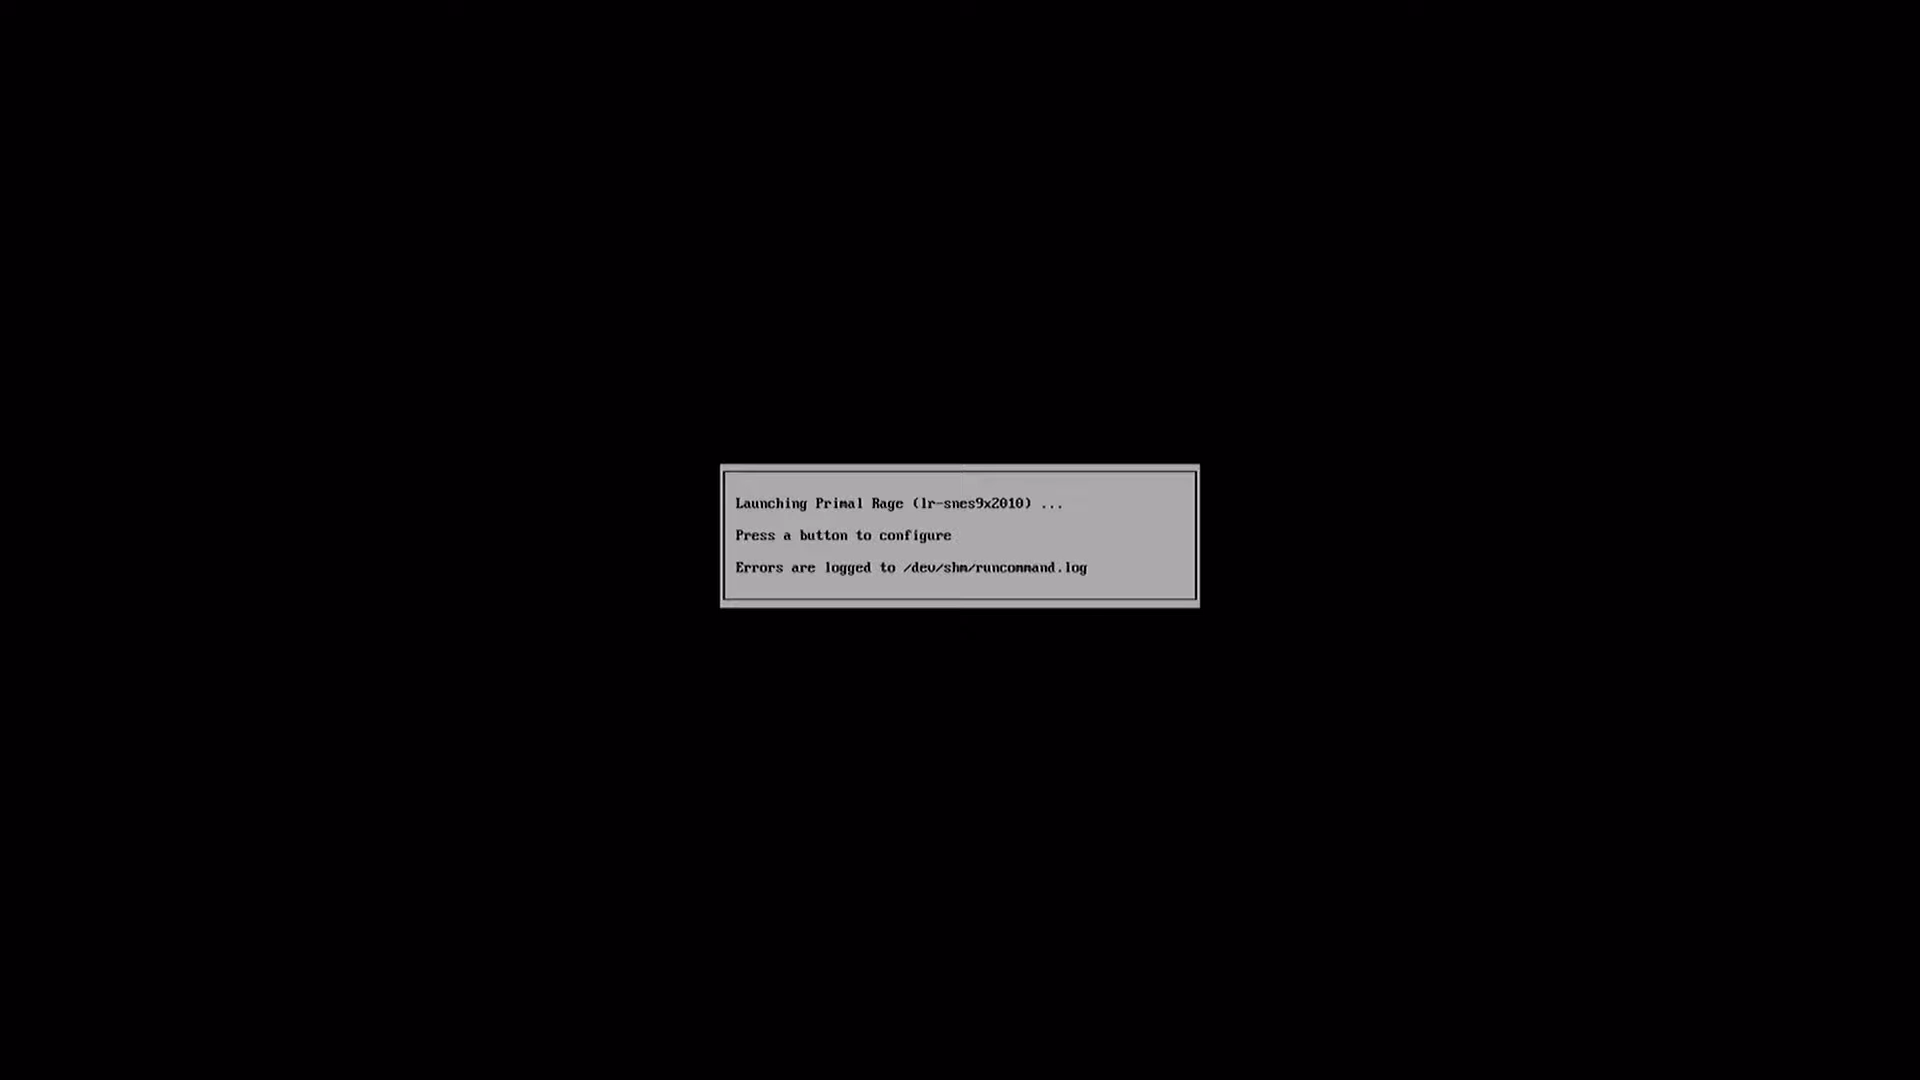 Launching Primal Rage (lr-snes9x2010) ...
Press a button to configure
Errors are logged to /dev/shm/runcommand.log